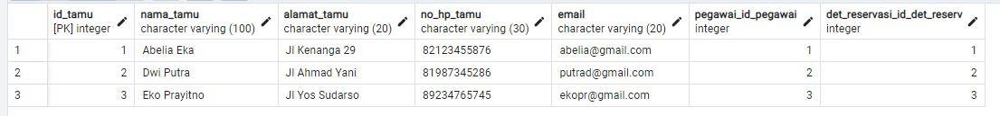 id_tamu nama_tamu alamat_tamu no_hp_tamu email pegawai_id_pegawai det_reservasi_id_det_reserv
[PK] integer character varying (100) character varying (20) character varying (30) character varying (20) integer integer
1 1 Abelia Eka Jl Kenanga 29 82123455286 abelia@gmail.com 1 1
2 2 Dwi Putra Jl Ahmad Yani 81987345286 putrad@gmail.com 2 2
3 3 Eko Prayitno Jl Yos Sudarso 89234765745 ekopr@gmail.com 3 3